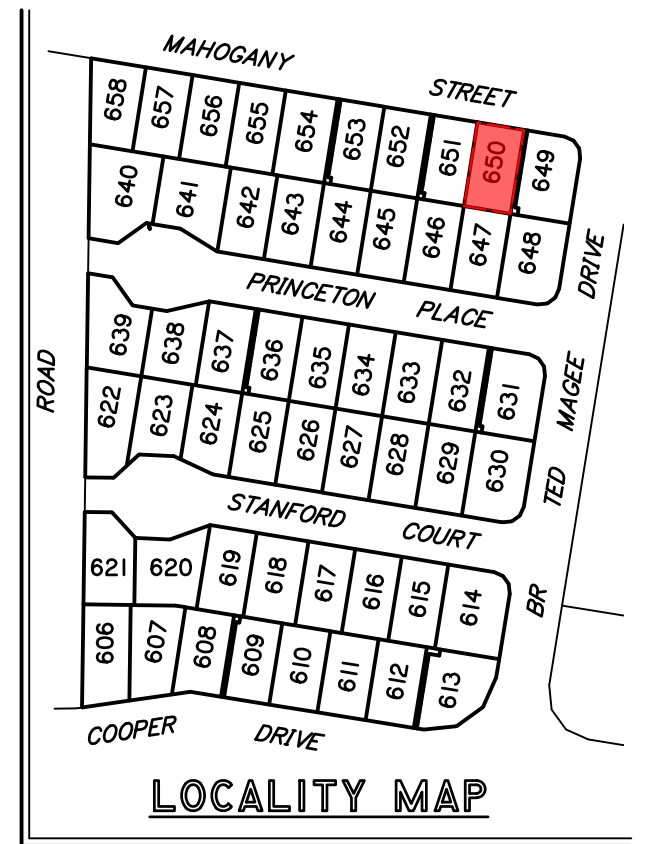 MAHOGANY STREET
658 657 656 655 654 653 652 651 650 649
640 641 642 643 644 645 646 647 648
PRINCETON PLACE
DRIVE
639 638 637 636 635 634 633 632 631
MAGEE
ROAD
622 623 624 625 626 627 628 629 630
TED
STANFORD COURT
621 620 619 618 617 616 615 614
BR
606 607 608 609 610 611 612 613
COOPER DRIVE
LOCALITY MAP